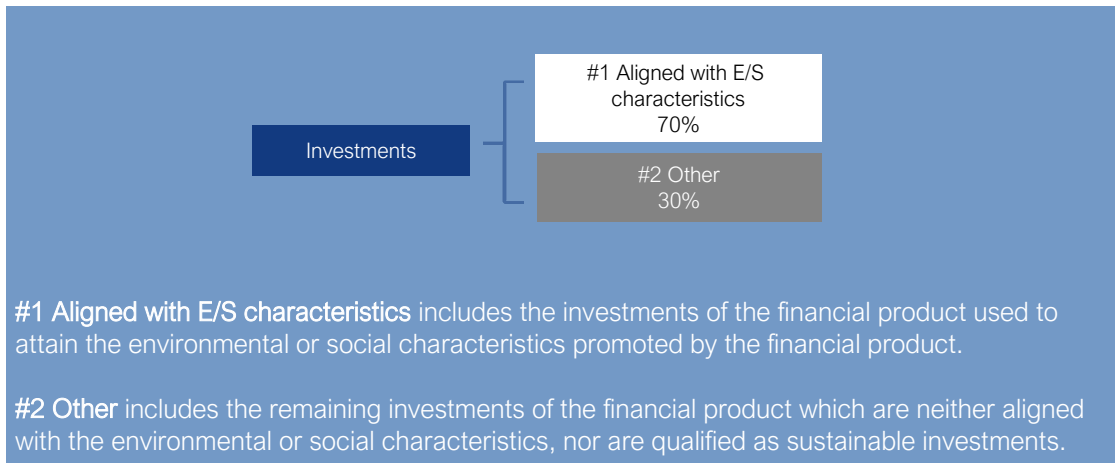 #1 Aligned with E/S
characteristics
70%
Investments
#2 Other
30%
#1 Aligned with E/S characteristics includes the investments of the financial product used to
attain the environmental or social characteristics promoted by the financial product.
#2 Other includes the remaining investments of the financial product which are neither aligned
with the environmental or social characteristics, nor are qualified as sustainable investments.